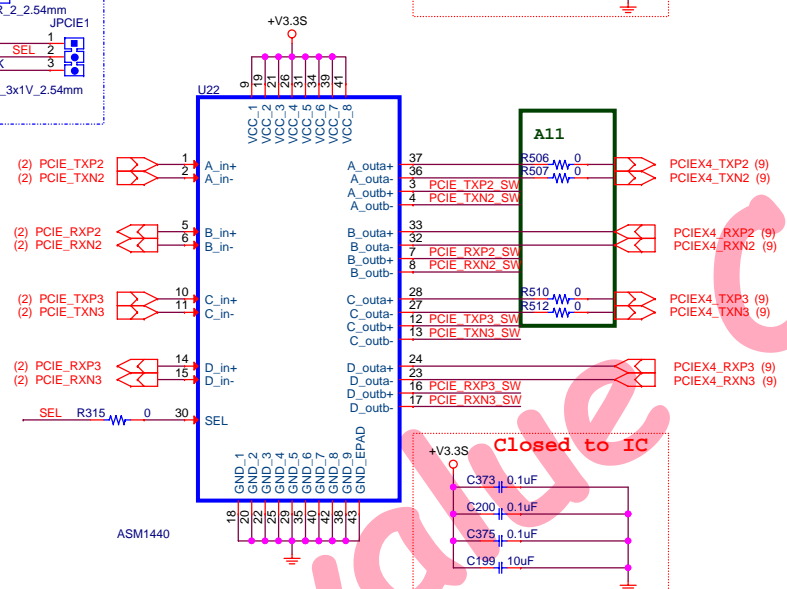 R_2_2.54mm
JPCIE1
1
SEL 2
K 3
_3x1V_2.54mm
+V3.3S
9 19 21 26 31 34 39 41
U22
VCC_1 VCC_2 VCC_3 VCC_4 VCC_5 VCC_6 VCC_7 VCC_8
A11
(2) PCIE_TXP2 1 A_in+ A_outa+ 37 R506 0 PCIEX4_TXP2 (9)
(2) PCIE_TXN2 2 A_in- A_outa- 36 R507 0 PCIEX4_TXN2 (9)
A_outb+ 3 PCIE_TXP2_SW
A_outb- 4 PCIE_TXN2_SW
(2) PCIE_RXP2 5 B_in+ B_outa+ 33 PCIEX4_RXP2 (9)
(2) PCIE_RXN2 6 B_in- B_outa- 32 PCIEX4_RXN2 (9)
B_outb+ 7 PCIE_RXP2_SW
B_outb- 8 PCIE_RXN2_SW
(2) PCIE_TXP3 10 C_in+ C_outa+ 28 R510 0 PCIEX4_TXP3 (9)
(2) PCIE_TXN3 11 C_in- C_outa- 27 R512 0 PCIEX4_TXN3 (9)
C_outb+ 12 PCIE_TXP3_SW
C_outb- 13 PCIE_TXN3_SW
(2) PCIE_RXP3 14 D_in+ D_outa+ 24 PCIEX4_RXP3 (9)
(2) PCIE_RXN3 15 D_in- D_outa- 23 PCIEX4_RXN3 (9)
D_outb+ 16 PCIE_RXP3_SW
D_outb- 17 PCIE_RXN3_SW
SEL R315 0 30 SEL
GND_1 GND_2 GND_3 GND_4 GND_5 GND_6 GND_7 GND_8 GND_9 GND_EPAD
18 20 22 25 29 35 40 42 38 43
ASM1440
Closed to IC
+V3.3S
C373 0.1uF
C200 0.1uF
C375 0.1uF
C199 10uF
value C